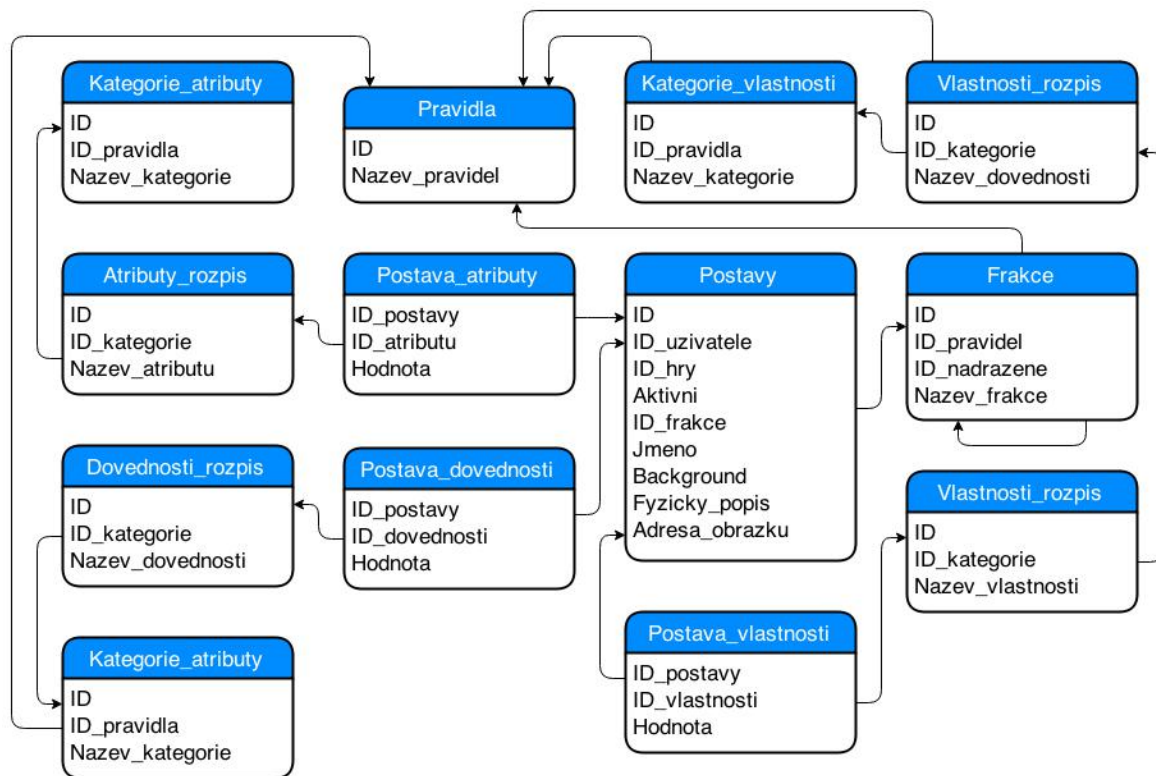 Kategorie_atributy
ID
ID_pravidla
Nazev_kategorie
Pravidla
ID
Nazev_pravidel
Kategorie_vlastnosti
ID
ID_pravidla
Nazev_kategorie
Vlastnosti_rozpis
ID
ID_kategorie
Nazev_dovednosti
Atributy_rozpis
ID
ID_kategorie
Nazev_atributu
Postava_atributy
ID_postavy
ID_atributu
Hodnota
Postavy
ID
ID_uzivatele
ID_hry
Aktivni
ID_frakce
Jmeno
Background
Fyzicky_popis
Adresa_obrazku
Frakce
ID
ID_pravidel
ID_nadrazene
Nazev_frakce
Dovednosti_rozpis
ID
ID_kategorie
Nazev_dovednosti
Postava_dovednosti
ID_postavy
ID_dovednosti
Hodnota
Vlastnosti_rozpis
ID
ID_kategorie
Nazev_vlastnosti
Kategorie_atributy
ID
ID_pravidla
Nazev_kategorie
Postava_vlastnosti
ID_postavy
ID_vlastnosti
Hodnota